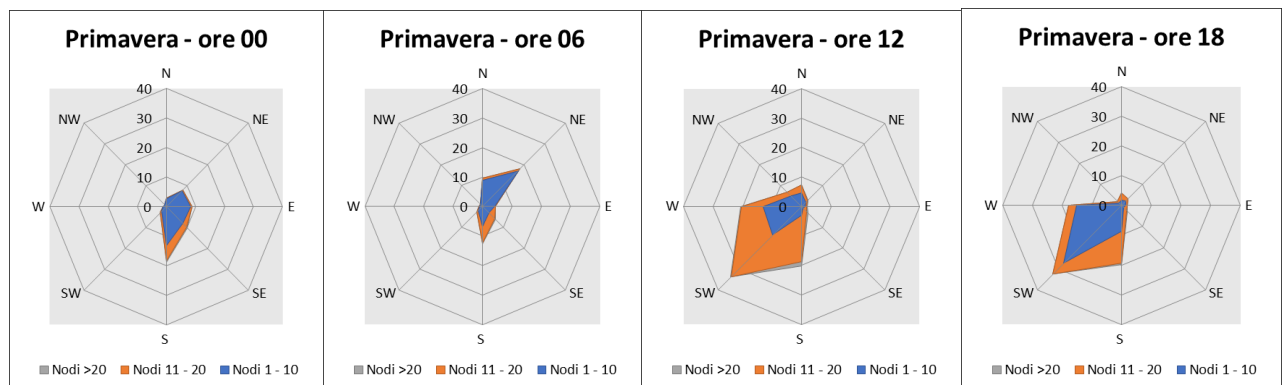 Primavera - ore 00
N
40
NW
NE
30
20
10
W
0
E
SW
SE
S
Nodi >20 Nodi 11 - 20 Nodi 1 - 10
Primavera - ore 06
N
40
NW
NE
30
20
10
W
0
E
SW
SE
S
Nodi >20 Nodi 11 - 20 Nodi 1 - 10
Primavera - ore 12
N
40
NW
NE
30
20
10
W
0
E
SW
SE
S
Nodi >20 Nodi 11 - 20 Nodi 1 - 10
Primavera - ore 18
N
40
NW
NE
30
20
10
W
0
E
SW
SE
S
Nodi >20 Nodi 11 - 20 Nodi 1 - 10